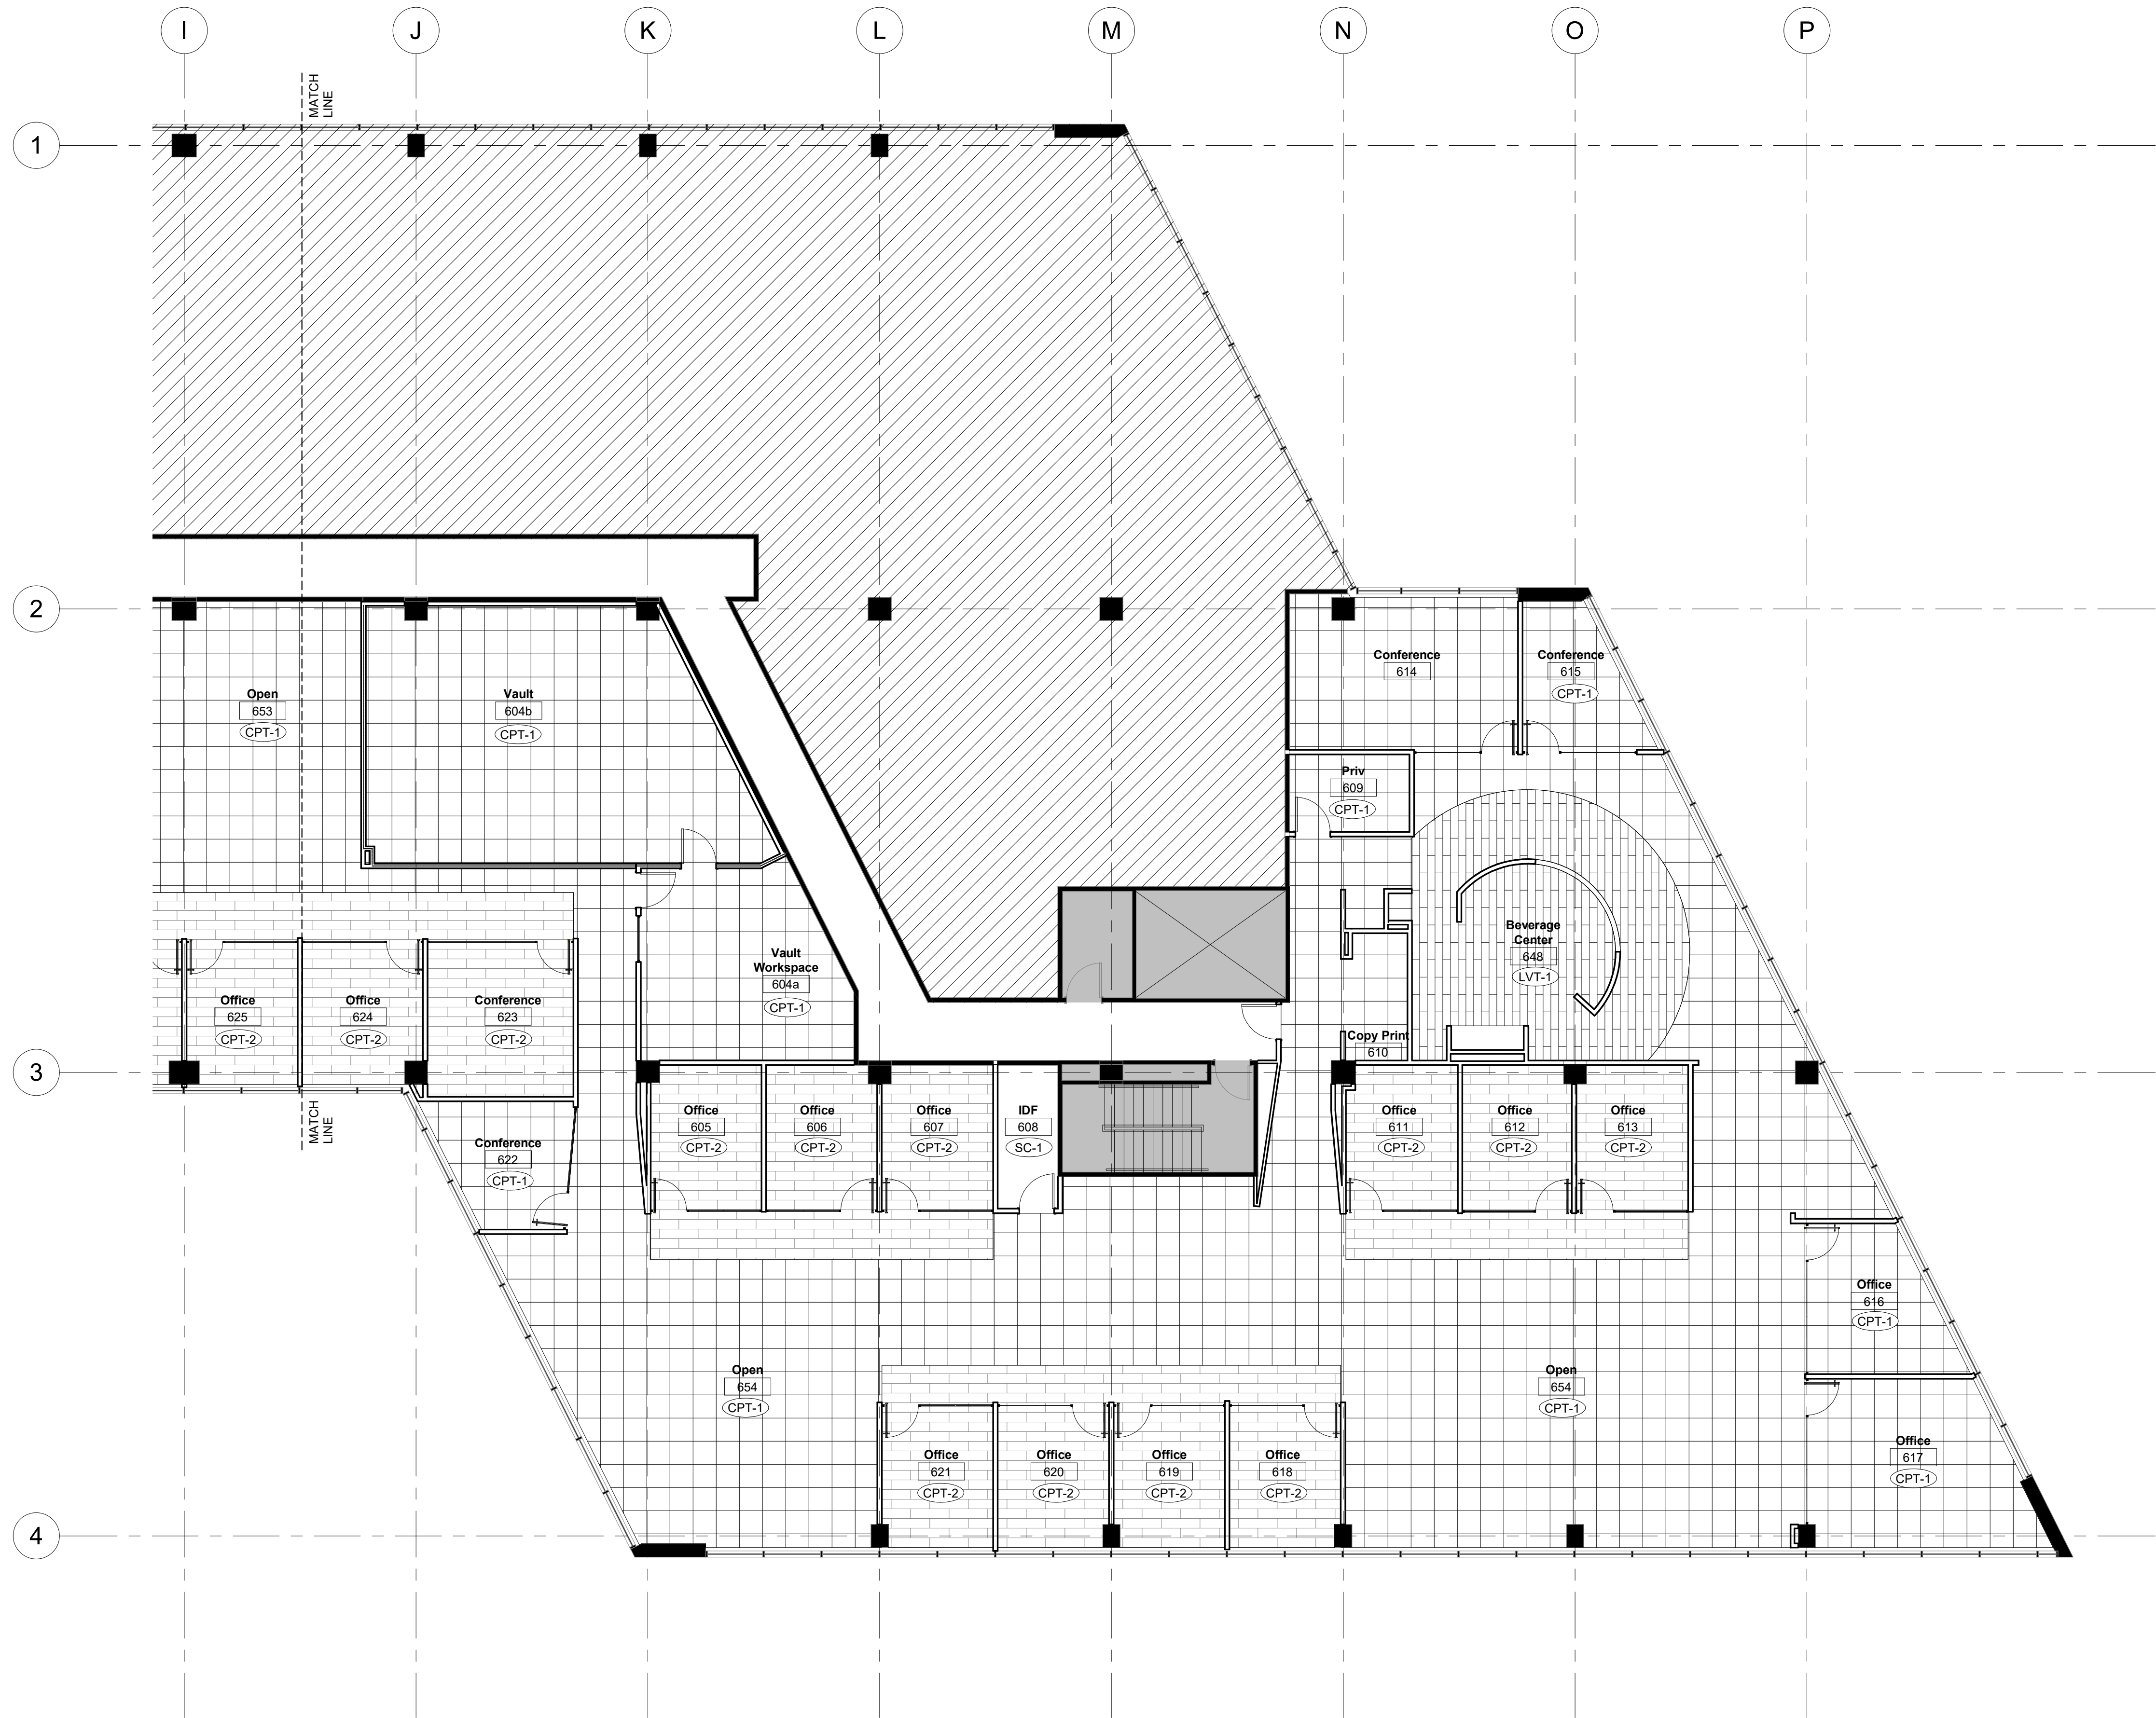 I
J
K
L
M
N
O
P
MATCH
LINE
1
2
Conference
614
Conference
615
CPT-1
Open
653
CPT-1
Vault
604b
CPT-1
Priv
609
CPT-1
Beverage
Center
648
LVT-1
Vault
Workspace
604a
CPT-1
Office
625
CPT-2
Office
624
CPT-2
Conference
623
CPT-2
Copy Print
610
3
MATCH
LINE
Conference
622
CPT-1
Office
605
CPT-2
Office
606
CPT-2
Office
607
CPT-2
IDF
608
SC-1
Office
611
CPT-2
Office
612
CPT-2
Office
613
CPT-2
Office
616
CPT-1
Open
654
CPT-1
Open
654
CPT-1
Office
621
CPT-2
Office
620
CPT-2
Office
619
CPT-2
Office
618
CPT-2
Office
617
CPT-1
4